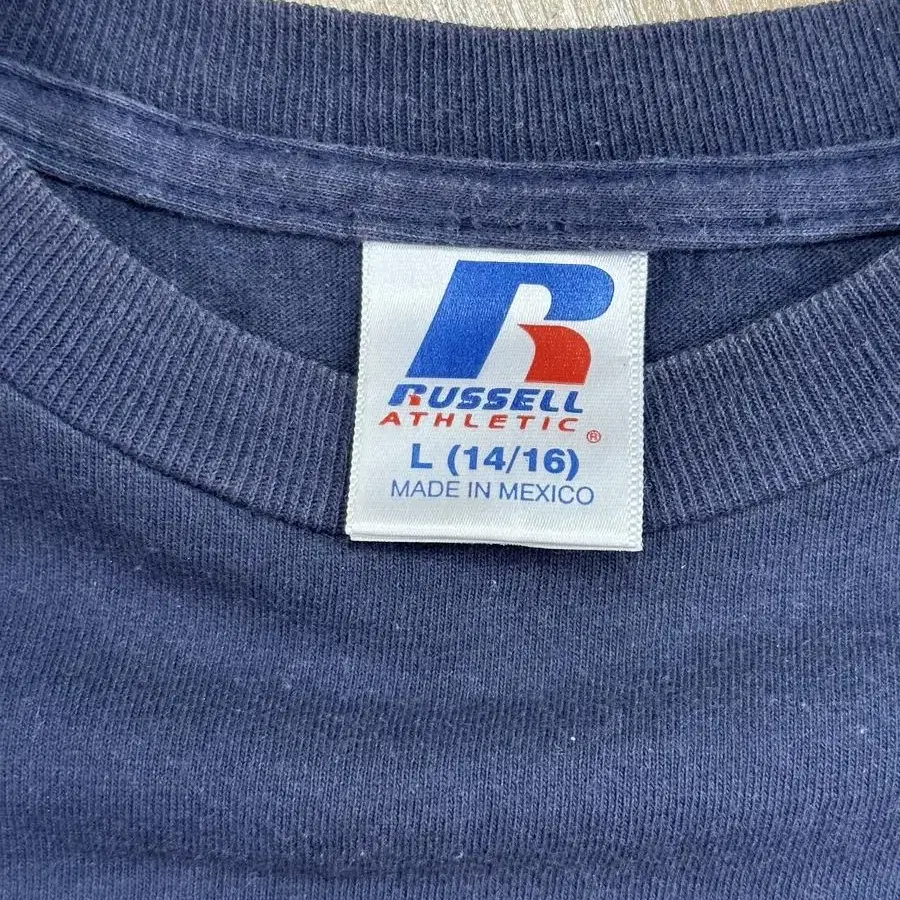 R
RUSSELL
ATHLETIC ®
L (14/16)
MADE IN MEXICO